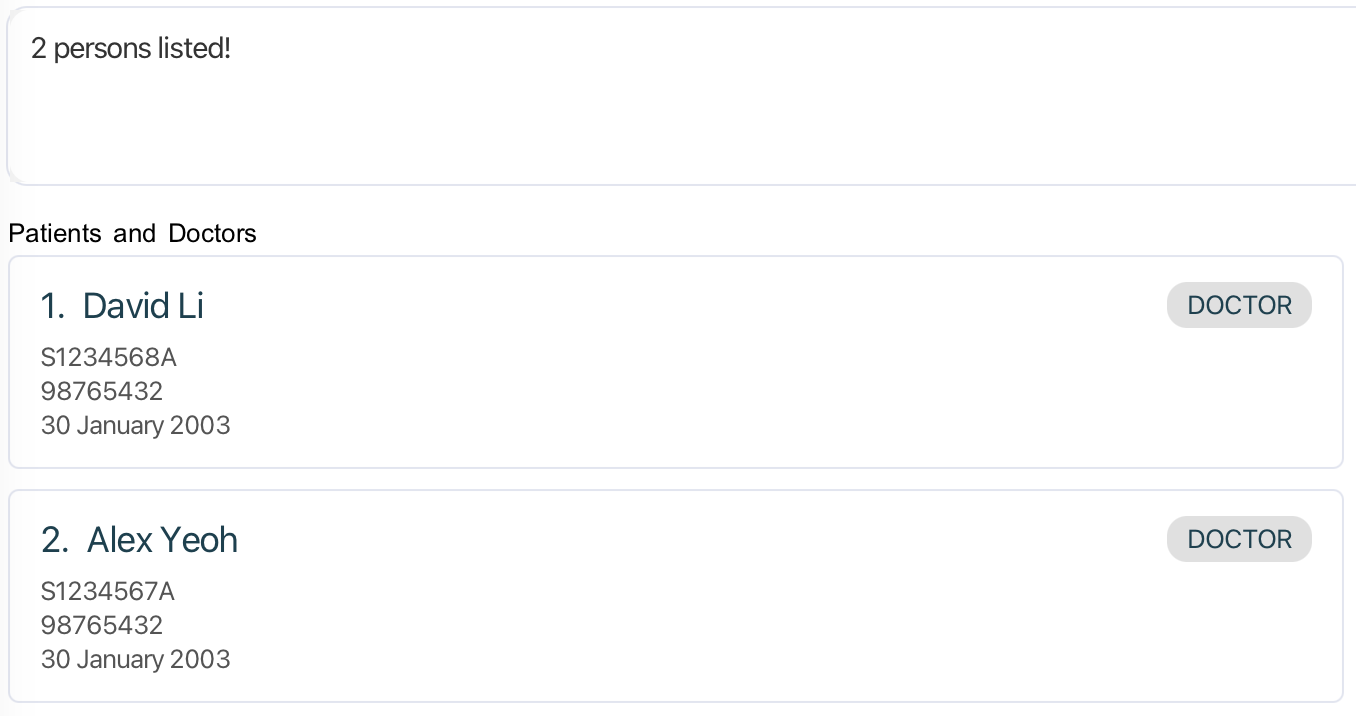 2 persons listed!
Patients and Doctors
1. David Li
DOCTOR
S1234568A
98765432
30 January 2003
2. Alex Yeoh
DOCTOR
S1234567A
98765432
30 January 2003